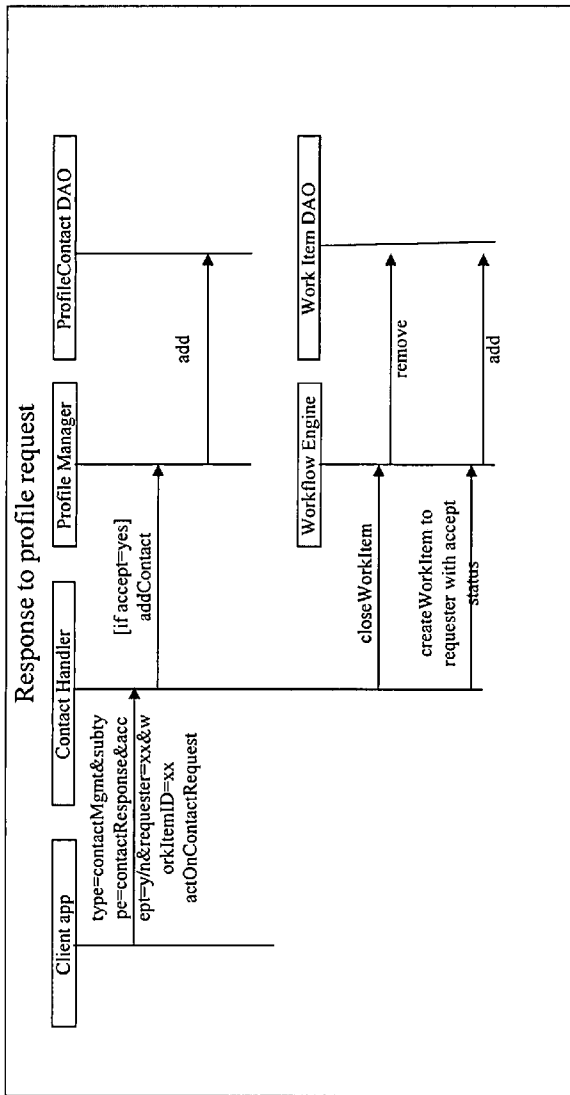 Response to profile request
Client app
Contact Handler
Profile Manager
ProfileContact DAO
type=contactMgmt&subty
pe=contactResponse&acc
ept=y/n&requester=xx&w
orkItemID=xx
actOnContactRequest
[if accept=yes]
addContact
add
Workflow Engine
Work Item DAO
closeWorkItem
remove
createWorkItem to
requester with accept
status
add